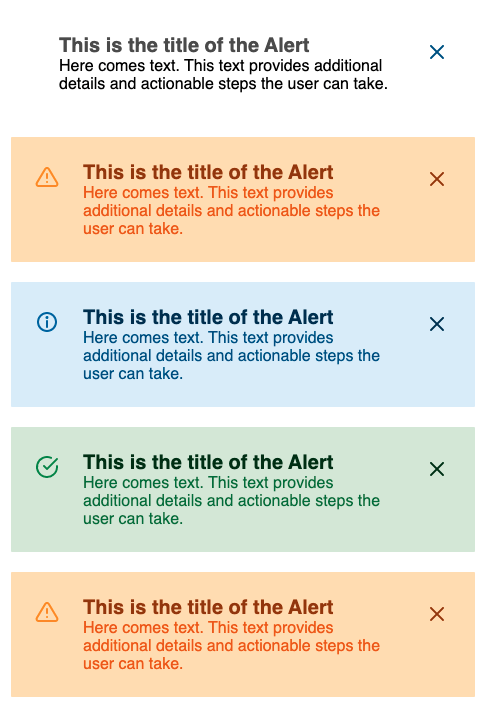 This is the title of the Alert
Here comes text. This text provides additional
details and actionable steps the user can take.
This is the title of the Alert
Here comes text. This text provides
additional details and actionable steps the
user can take.
This is the title of the Alert
Here comes text. This text provides
additional details and actionable steps the
user can take.
This is the title of the Alert
Here comes text. This text provides
additional details and actionable steps the
user can take.
This is the title of the Alert
Here comes text. This text provides
additional details and actionable steps the
user can take.